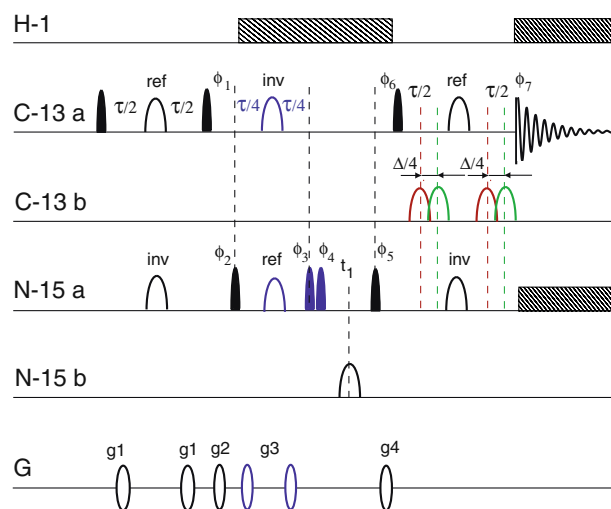 H-1
C-13 a
τ/2 ref τ/2 ϕ1 inv τ/4 τ/4 ϕ6 τ/2 ref τ/2 ϕ7
Δ/4 Δ/4
C-13 b
N-15 a
inv ϕ2 ref ϕ3 ϕ4 t1 ϕ5 inv
N-15 b
G
g1 g1 g2 g3 g4